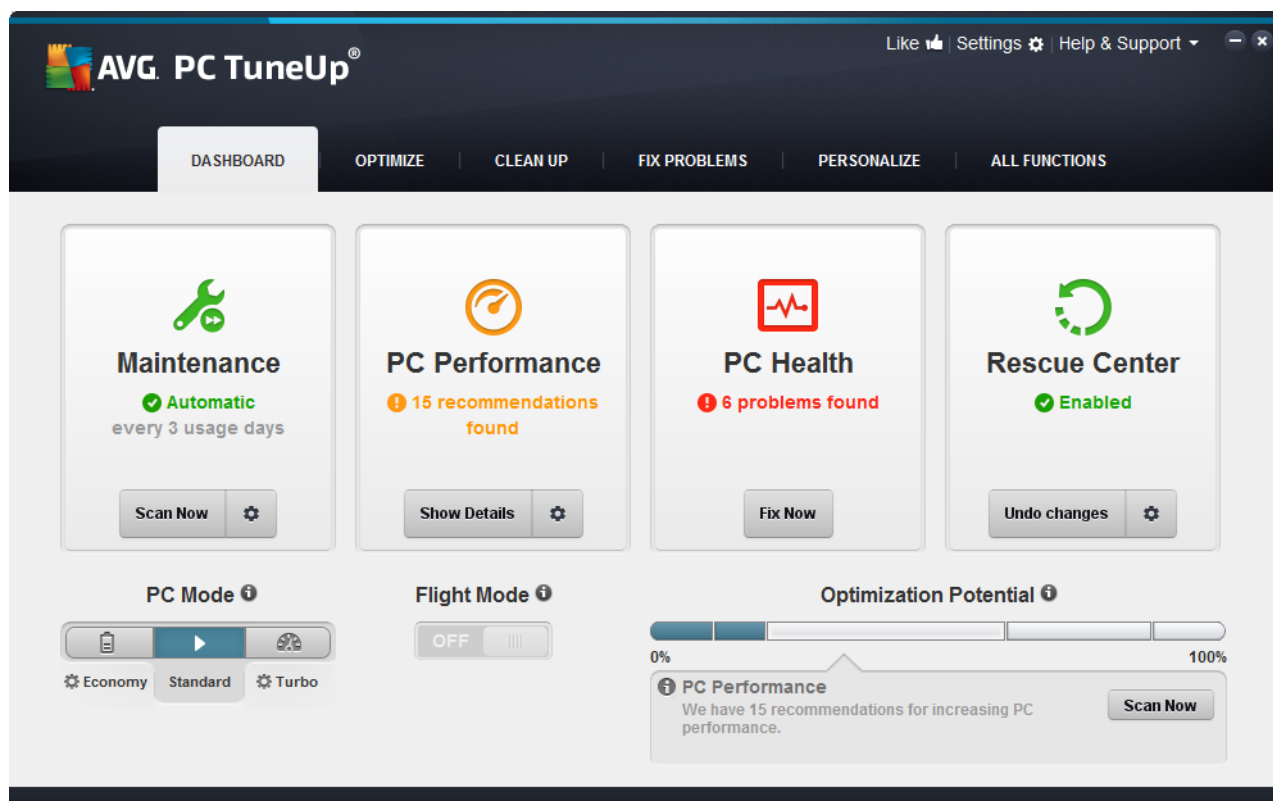 Like | Settings | Help & Support
AVG. PC TuneUp®
DASHBOARD
OPTIMIZE
CLEAN UP
FIX PROBLEMS
PERSONALIZE
ALL FUNCTIONS
Maintenance
Automatic
every 3 usage days
Scan Now
PC Performance
15 recommendations
found
Show Details
PC Health
6 problems found
Fix Now
Rescue Center
Enabled
Undo changes
PC Mode
Economy
Standard
Turbo
Flight Mode
OFF
Optimization Potential
0%
100%
PC Performance
We have 15 recommendations for increasing PC
performance.
Scan Now